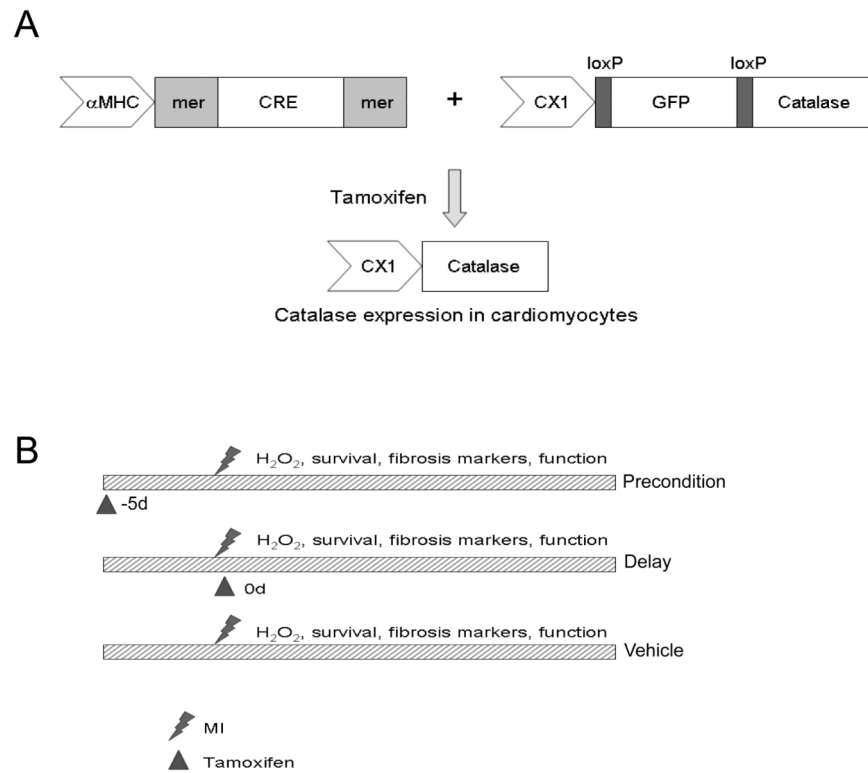 A
loxP loxP
αMHC mer CRE mer + CX1 GFP Catalase
Tamoxifen
CX1 Catalase
Catalase expression in cardiomyocytes
B
H₂O₂, survival, fibrosis markers, function
Precondition
-5d
H₂O₂, survival, fibrosis markers, function
Delay
0d
H₂O₂, survival, fibrosis markers, function
Vehicle
MI
Tamoxifen